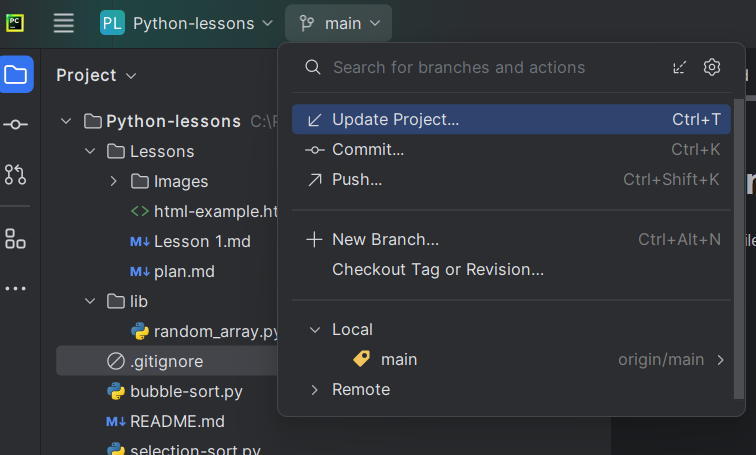 PC
PL Python-lessons main
Project
Search for branches and actions
Python-lessons C:\
Update Project... Ctrl+T
Lessons
Commit... Ctrl+K
Images
Push... Ctrl+Shift+K
html-example.ht
Lesson 1.md
New Branch... Ctrl+Alt+N
plan.md
Checkout Tag or Revision...
lib
random_array.py
Local
.gitignore
main origin/main
bubble-sort.py
Remote
README.md
selection-sort.py